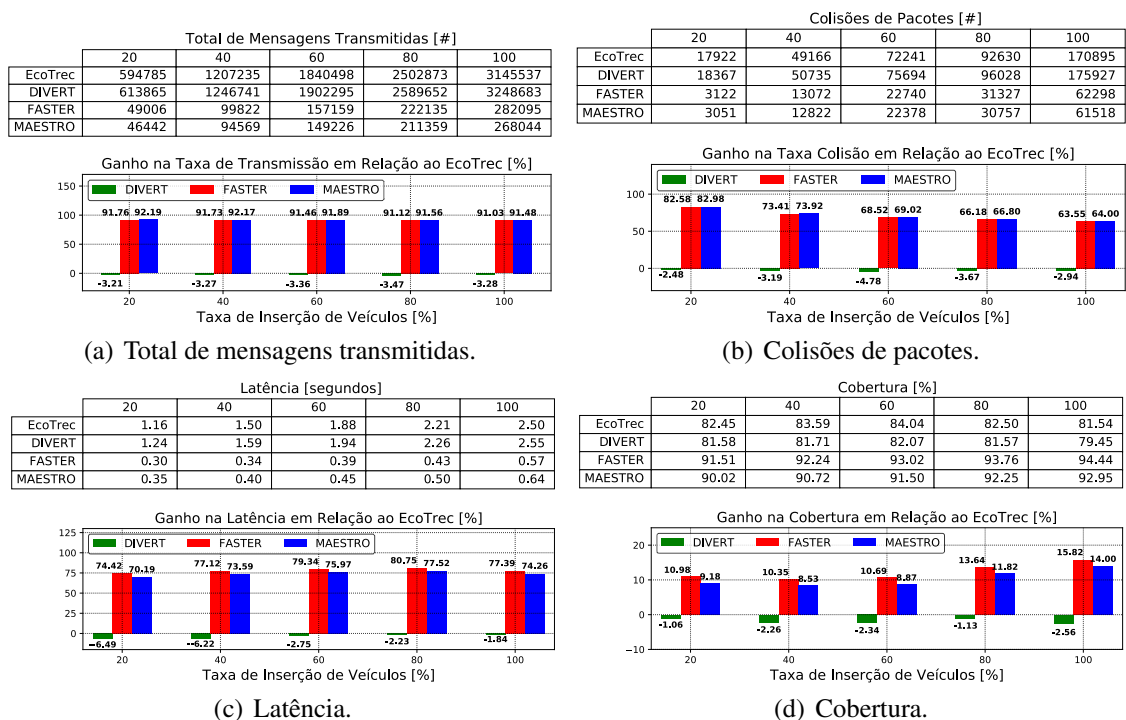 Total de Mensagens Transmitidas [#]
20 40 60 80 100
EcoTrec 594785 1207235 1840498 2502873 3145537
DIVERT 613865 1246741 1902295 2589652 3248683
FASTER 49006 99822 157159 222135 282095
MAESTRO 46442 94569 149226 211359 268044
Ganho na Taxa de Transmissão em Relação ao EcoTrec [%]
DIVERT FASTER MAESTRO
150
100
50
0
91.76 92.19 91.73 92.17 91.46 91.89 91.12 91.56 91.03 91.48
-3.21 -3.27 -3.36 -3.47 -3.28
20 40 60 80 100
Taxa de Inserção de Veículos [%]
(a) Total de mensagens transmitidas.
Colisões de Pacotes [#]
20 40 60 80 100
EcoTrec 17922 49166 72241 92630 170895
DIVERT 18367 50735 75694 96028 175927
FASTER 3122 13072 22740 31327 62298
MAESTRO 3051 12822 22378 30757 61518
Ganho na Taxa Colisão em Relação ao EcoTrec [%]
DIVERT FASTER MAESTRO
100
50
0
82.58 82.98 73.41 73.92 68.52 69.02 66.18 66.80 63.55 64.00
-2.48 -3.19 -4.78 -3.67 -2.94
20 40 60 80 100
Taxa de Inserção de Veículos [%]
(b) Colisões de pacotes.
Latência [segundos]
20 40 60 80 100
EcoTrec 1.16 1.50 1.88 2.21 2.50
DIVERT 1.24 1.59 1.94 2.26 2.55
FASTER 0.30 0.34 0.39 0.43 0.57
MAESTRO 0.35 0.40 0.45 0.50 0.64
Ganho na Latência em Relação ao EcoTrec [%]
DIVERT FASTER MAESTRO
125
100
75
50
25
0
74.42 70.19 77.12 73.59 79.34 75.97 80.75 77.52 77.39 74.26
-6.49 -6.22 -2.75 -2.23 -1.84
20 40 60 80 100
Taxa de Inserção de Veículos [%]
(c) Latência.
Cobertura [%]
20 40 60 80 100
EcoTrec 82.45 83.59 84.04 82.50 81.54
DIVERT 81.58 81.71 82.07 81.57 79.45
FASTER 91.51 92.24 93.02 93.76 94.44
MAESTRO 90.02 90.72 91.50 92.25 92.95
Ganho na Cobertura em Relação ao EcoTrec [%]
DIVERT FASTER MAESTRO
20
10
0
−10
10.98 9.18 10.35 8.53 10.69 8.87 13.64 11.82 15.82 14.00
-1.06 -2.26 -2.34 -1.13 -2.56
20 40 60 80 100
Taxa de Inserção de Veículos [%]
(d) Cobertura.